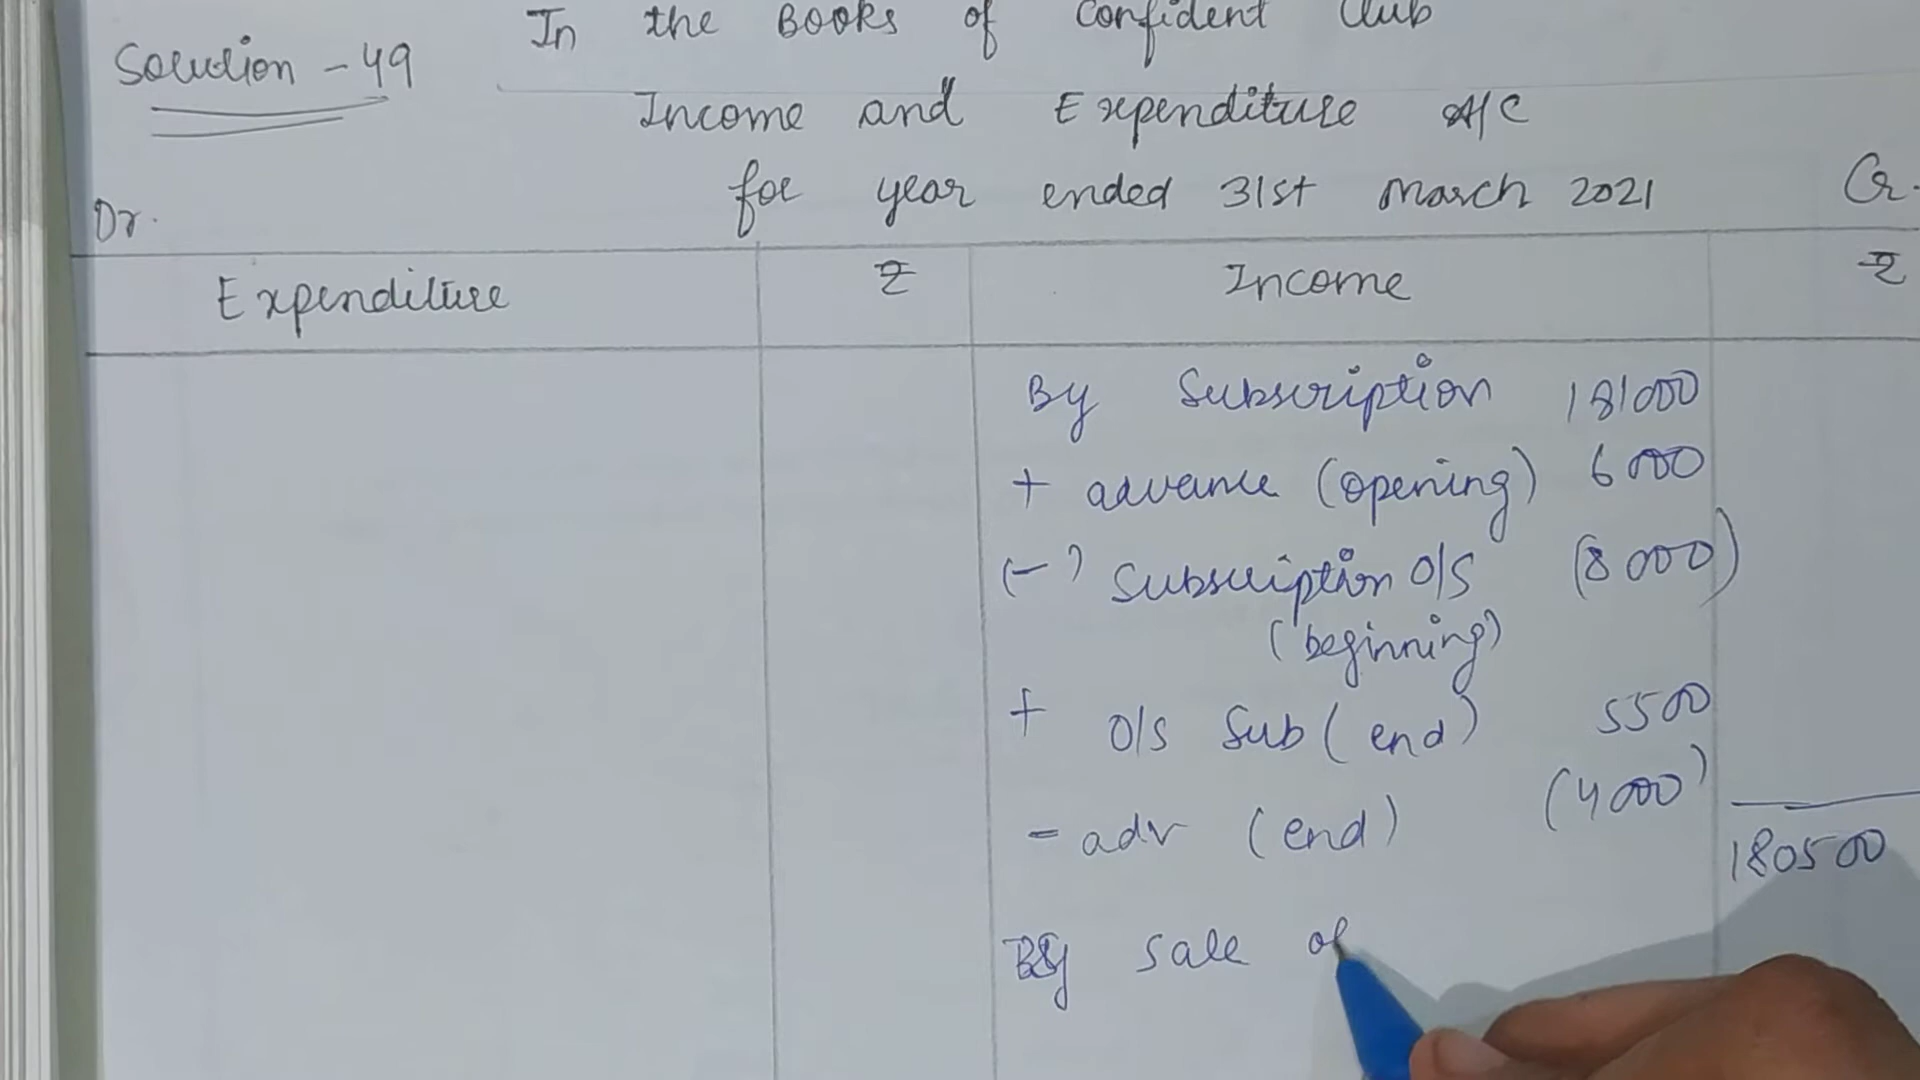 In the Books of Confident Club
Solution - 49
Income and Expenditure A/C
for year ended 31st March 2021
Dr. Cr.
Expenditure ₹ Income ₹
By Subscription 181000
+ advance (opening) 6000
(-) Subscription O/S (8000)
(beginning)
+ O/S Sub (end) 5500
- adv (end) (4000)
180500
By Sale of